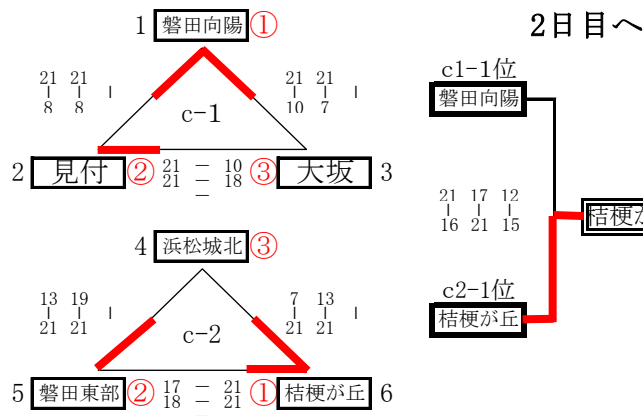 2日目へ
1 磐田向陽 ①
21 21
| | |
8 8
21 21
| | |
10 7
c-1
2 見付 ② 21 － 10 ③ 大坂 3
21 － 18
－
4 浜松城北 ③
13 19
| | |
21 21
7 13
| | |
21 21
c-2
5 磐田東部 ② 17 － 21 ① 桔梗が丘 6
18 － 21
－
c1-1位
磐田向陽
21 17 12
| | |
16 21 15
桔梗が
c2-1位
桔梗が丘